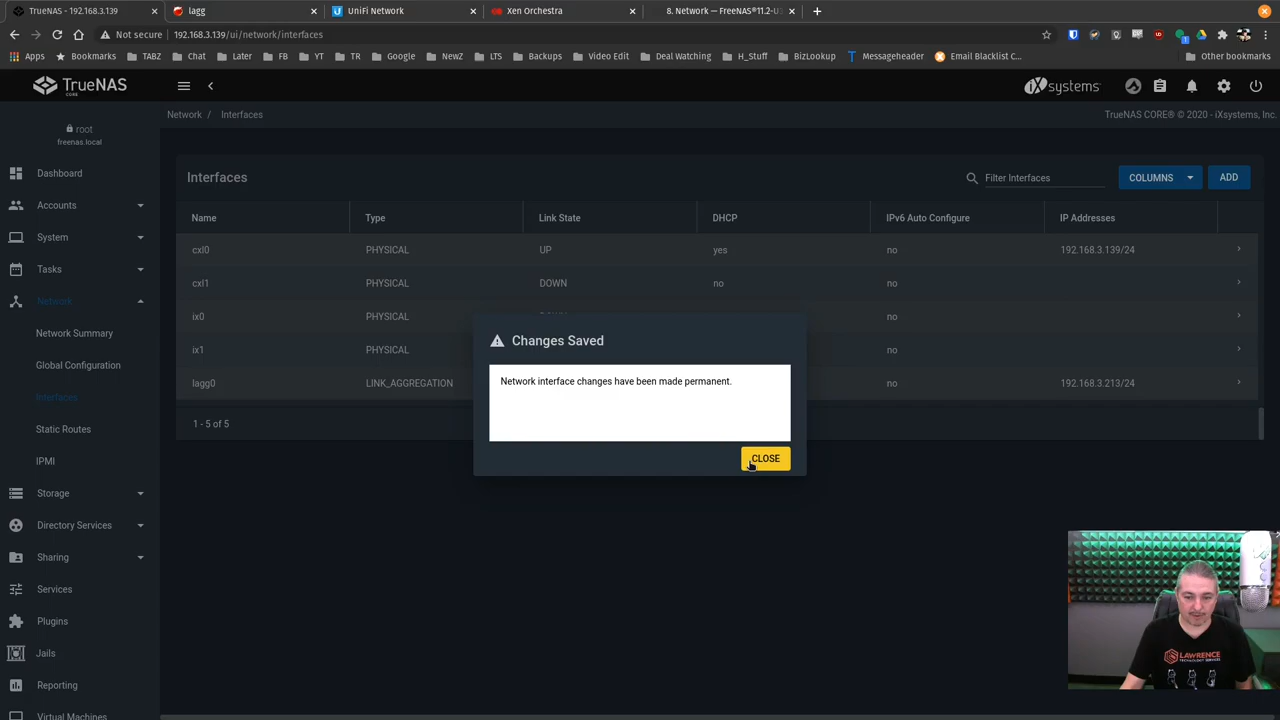 TrueNAS - 192.168.3.139
lagg
UniFi Network
Xen Orchestra
8. Network — FreeNAS®11.2-U
Not secure
192.168.3.139/ui/network/interfaces
Apps
Bookmarks
TABZ
Chat
Later
FB
YT
TR
Google
NewZ
LTS
Backups
Video Edit
Deal Watching
H_Stuff
BizLookup
Messageheader
Email Blacklist C...
Other bookmarks
TrueNAS
CORE
iXsystems
root
freenas.local
Network / Interfaces
TrueNAS CORE® © 2020 - iXsystems, Inc.
Dashboard
Accounts
System
Tasks
Network
Network Summary
Global Configuration
Interfaces
Static Routes
IPMI
Storage
Directory Services
Sharing
Services
Plugins
Jails
Reporting
Virtual Machines
Interfaces
Filter Interfaces
COLUMNS
ADD
Name Type Link State DHCP IPv6 Auto Configure IP Addresses
cxl0 PHYSICAL UP yes no 192.168.3.139/24
cxl1 PHYSICAL DOWN no no
ix0 PHYSICAL no
ix1 PHYSICAL no
lagg0 LINK_AGGREGATION no 192.168.3.213/24
1 - 5 of 5
Changes Saved
Network interface changes have been made permanent.
CLOSE
LAWRENCE
TECHNOLOGY SERVICES